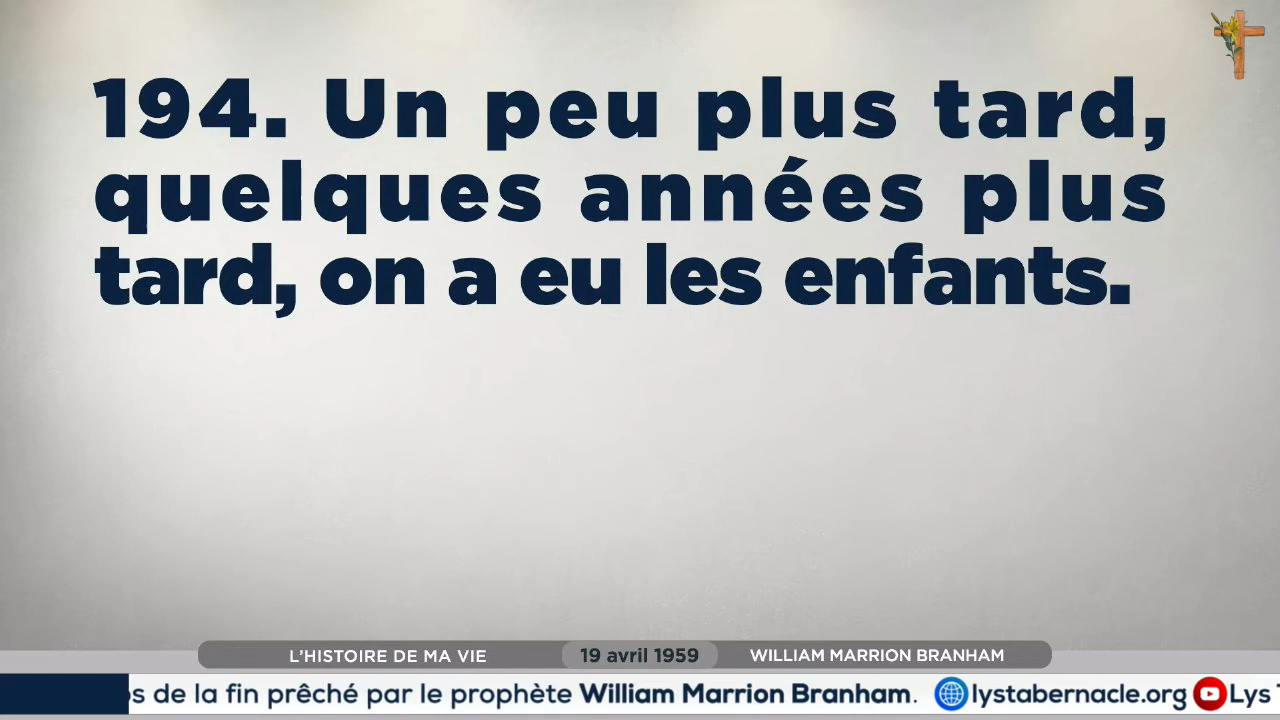 194. Un peu plus tard,
quelques années plus
tard, on a eu les enfants.
L'HISTOIRE DE MA VIE 19 avril 1959 WILLIAM MARRION BRANHAM
de la fin prêché par le prophète William Marrion Branham. lystabernacle.org Lys